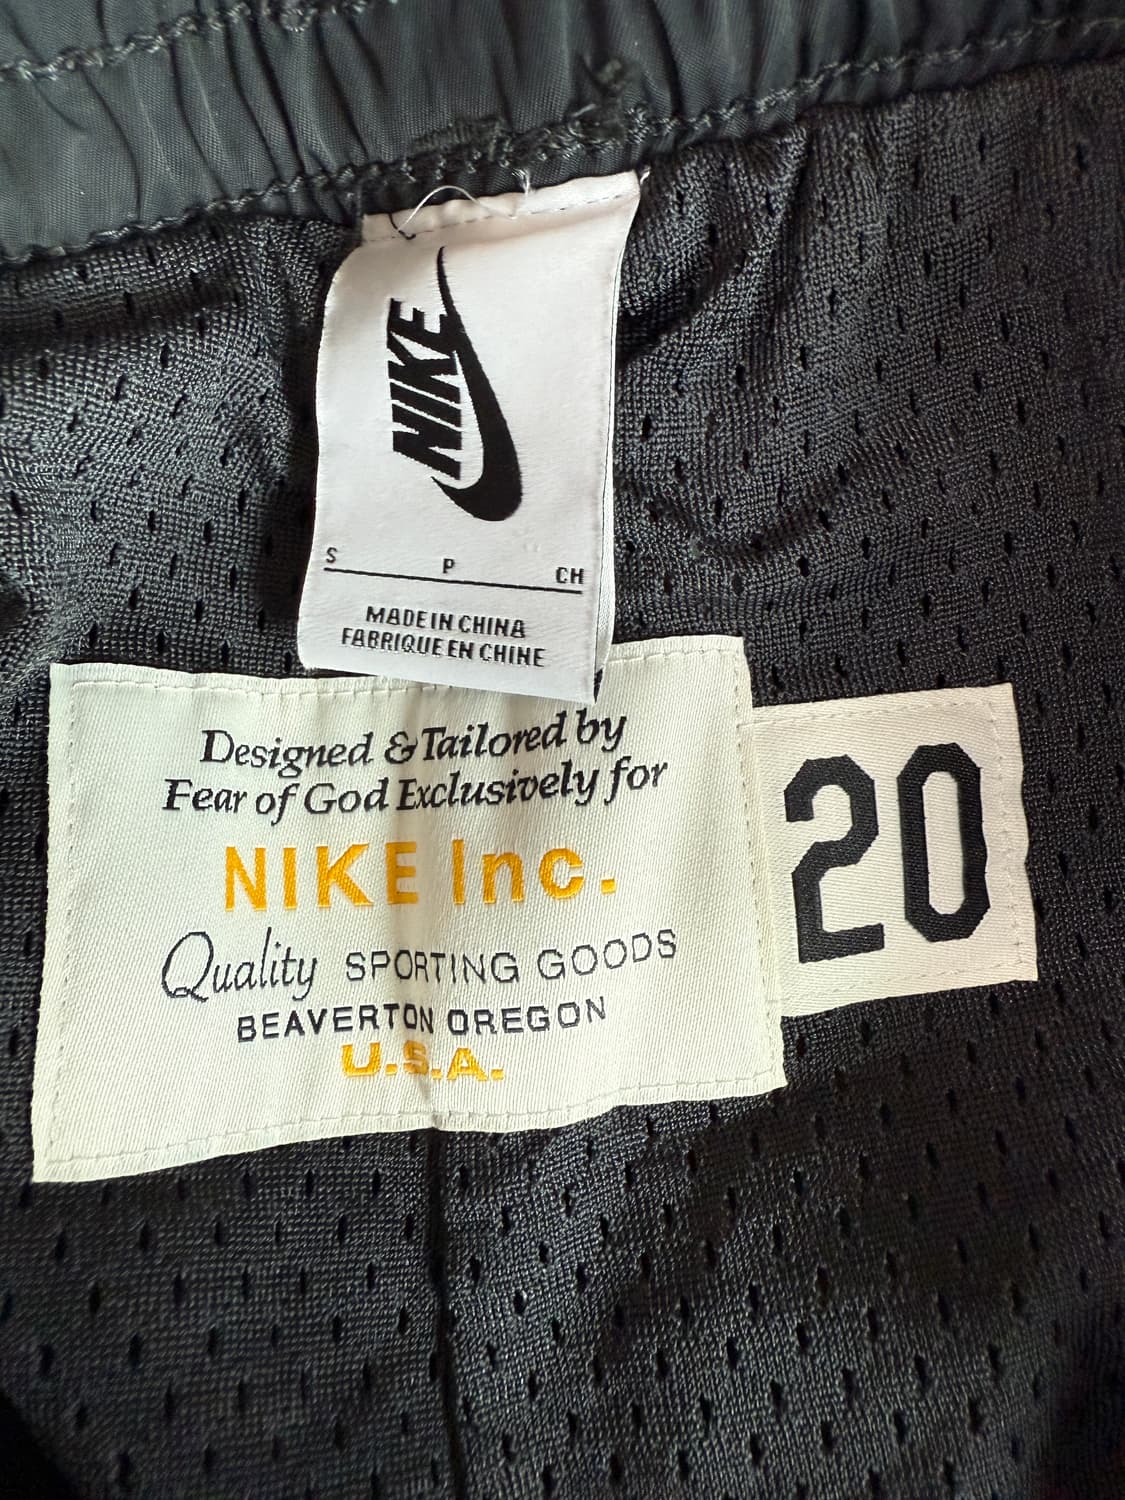 NIKE
S P CH
MADE IN CHINA
FABRIQUE EN CHINE
Designed & Tailored by
Fear of God Exclusively for
NIKE Inc.
Quality SPORTING GOODS
BEAVERTON OREGON
U.S.A.
20